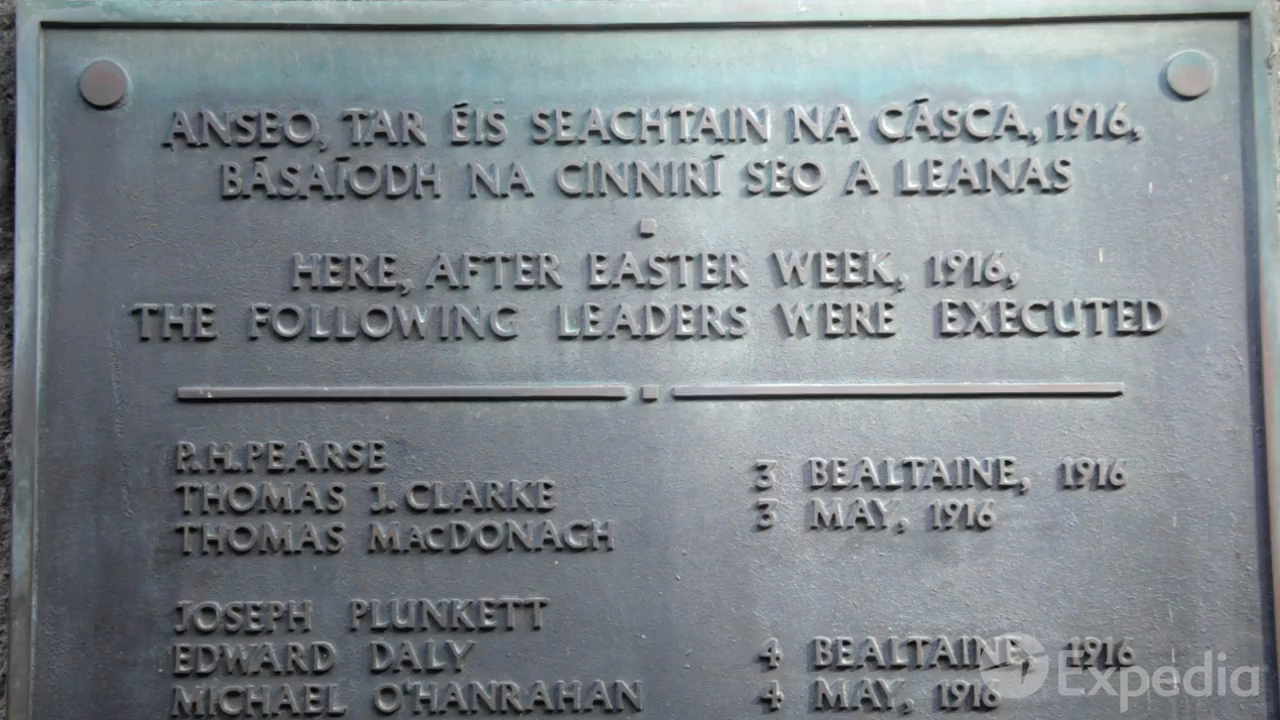 ANSEO, TAR ÉIS SEACHTAIN NA CÁSCA, 1916,
BÁSAÍODH NA CINNIRÍ SEO A LEANAS
HERE, AFTER EASTER WEEK, 1916,
THE FOLLOWING LEADERS WERE EXECUTED
P.H.PEARSE
THOMAS J.CLARKE
THOMAS MACDONAGH
3 BEALTAINE, 1916
3 MAY, 1916
JOSEPH PLUNKETT
EDWARD DALY
MICHAEL O'HANRAHAN
4 BEALTAINE, 1916
4 MAY, 1916
Expedia